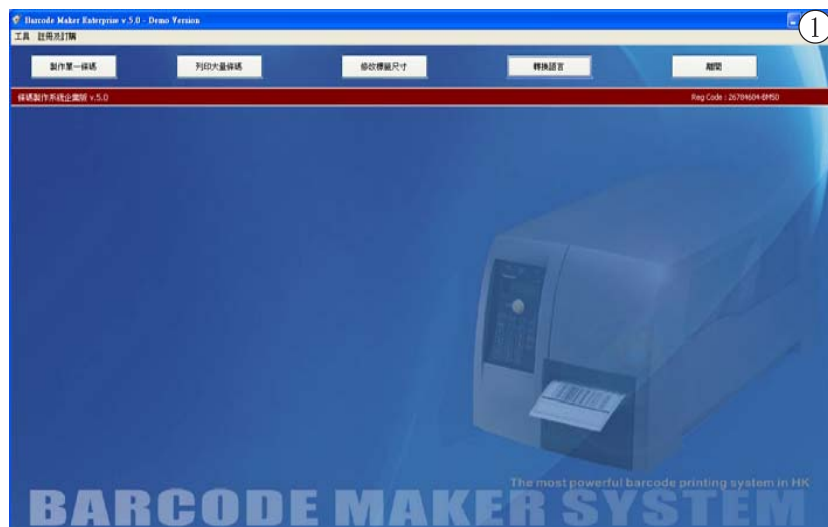 Barcode Maker Enterprise v.5.0 - Demo Version
①
工具 註冊及訂購
製作單一條碼 列印大量條碼 修改標籤尺寸 轉換語言 離開
條碼製作系統企業版 v.5.0 Reg Code : 26784604-BM50
The most powerful barcode printing system in HK
BARCODE MAKER SYSTEM